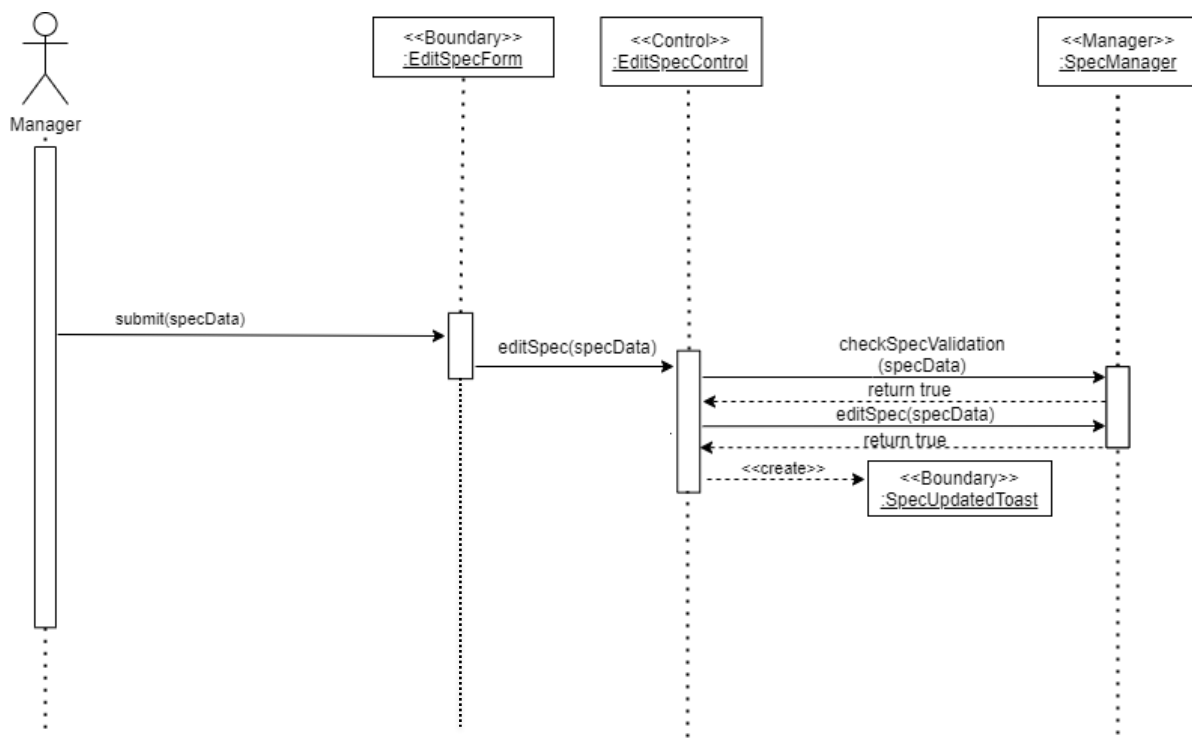 <<Boundary>>
:EditSpecForm
<<Control>>
:EditSpecControl
<<Manager>>
:SpecManager
Manager
submit(specData)
editSpec(specData)
checkSpecValidation
(specData)
return true
editSpec(specData)
return true
<<create>>
<<Boundary>>
:SpecUpdatedToast